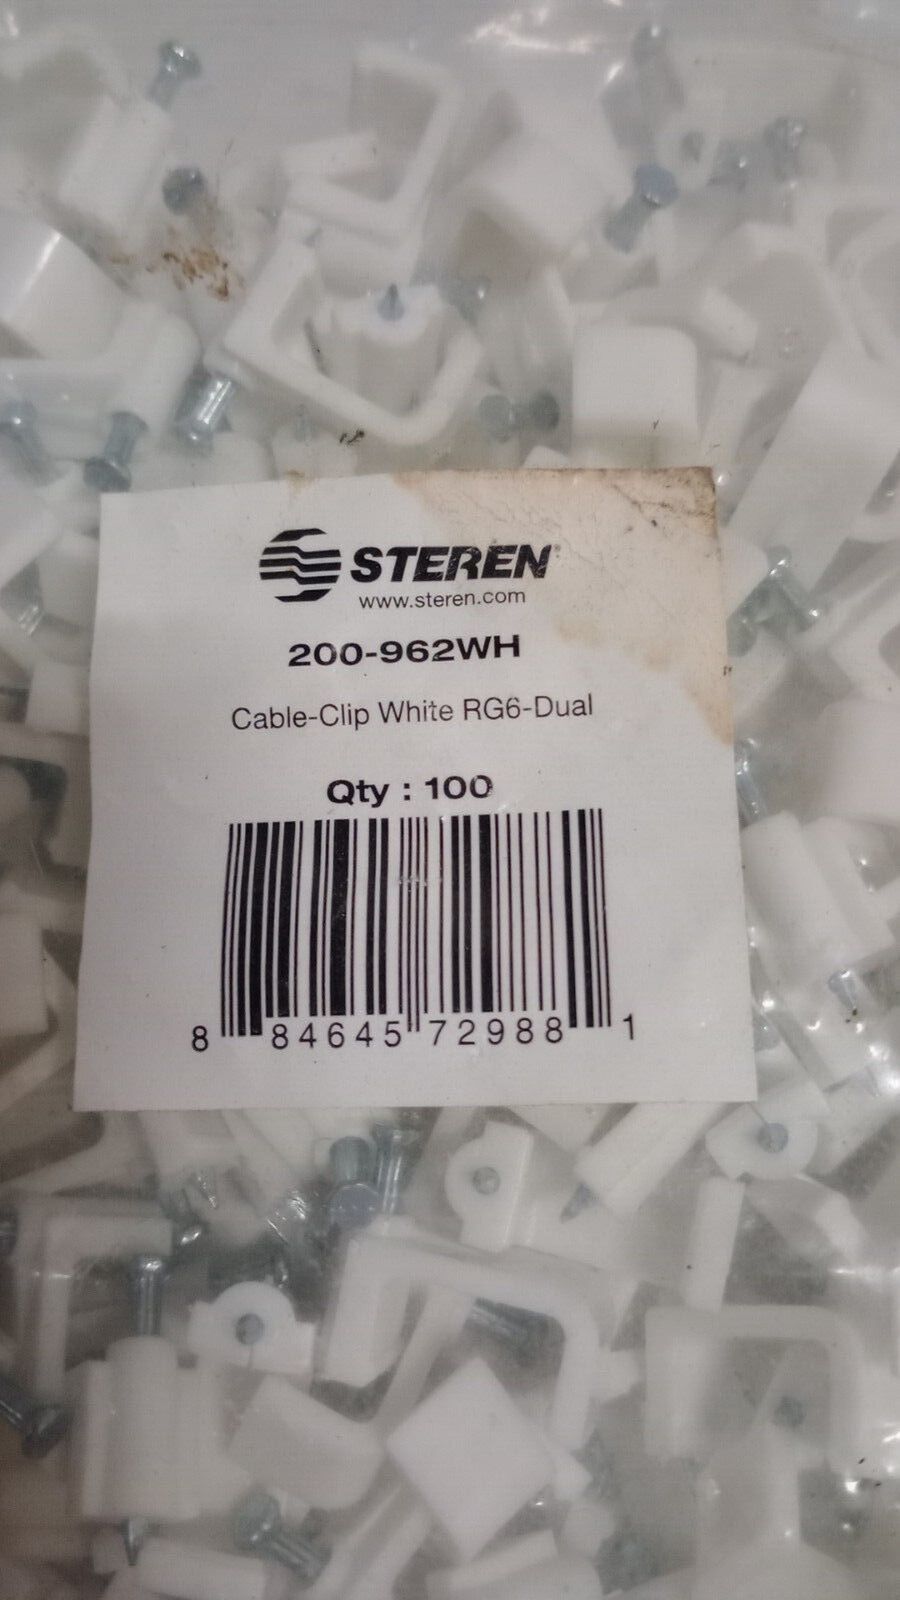 STEREN®
www.steren.com
200-962WH
Cable-Clip White RG6-Dual
Qty : 100
8 84645 72988 1